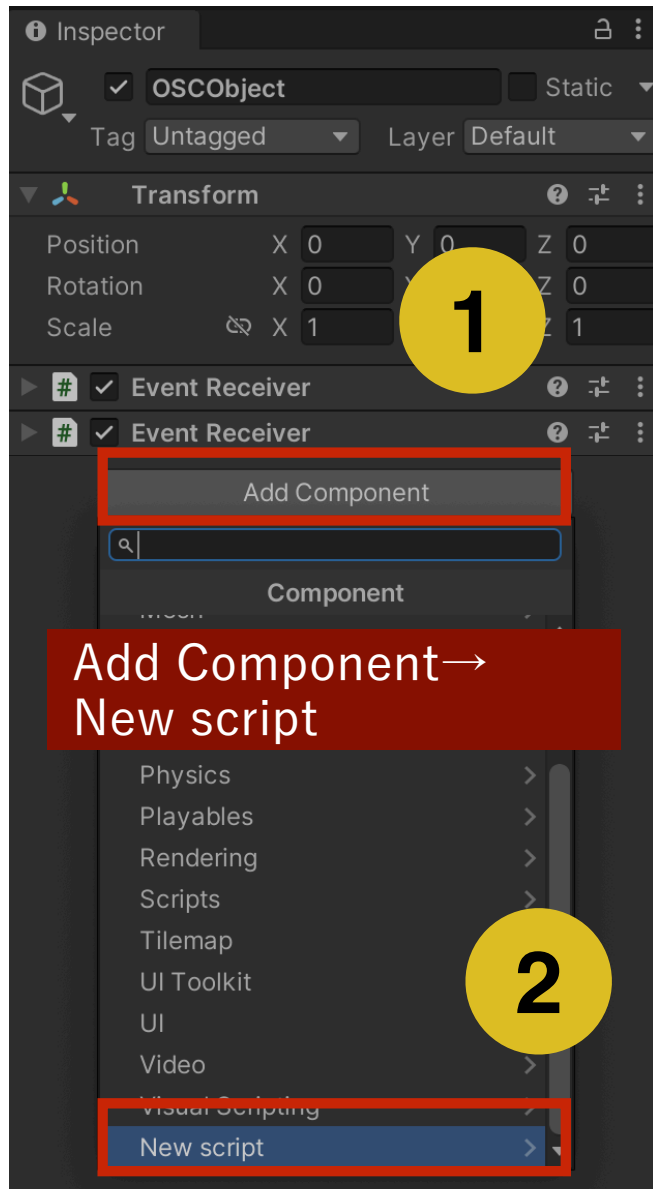 Inspector
OSCObject
Static
Tag Untagged
Layer Default
Transform
Position X 0 Y 0 Z 0
Rotation X 0 Z 0
Scale X 1 Z 1
1
# Event Receiver
# Event Receiver
Add Component
Component
Add Component→
New script
Physics
Playables
Rendering
Scripts
Tilemap
UI Toolkit
2
UI
Video
Visual Scripting
New script